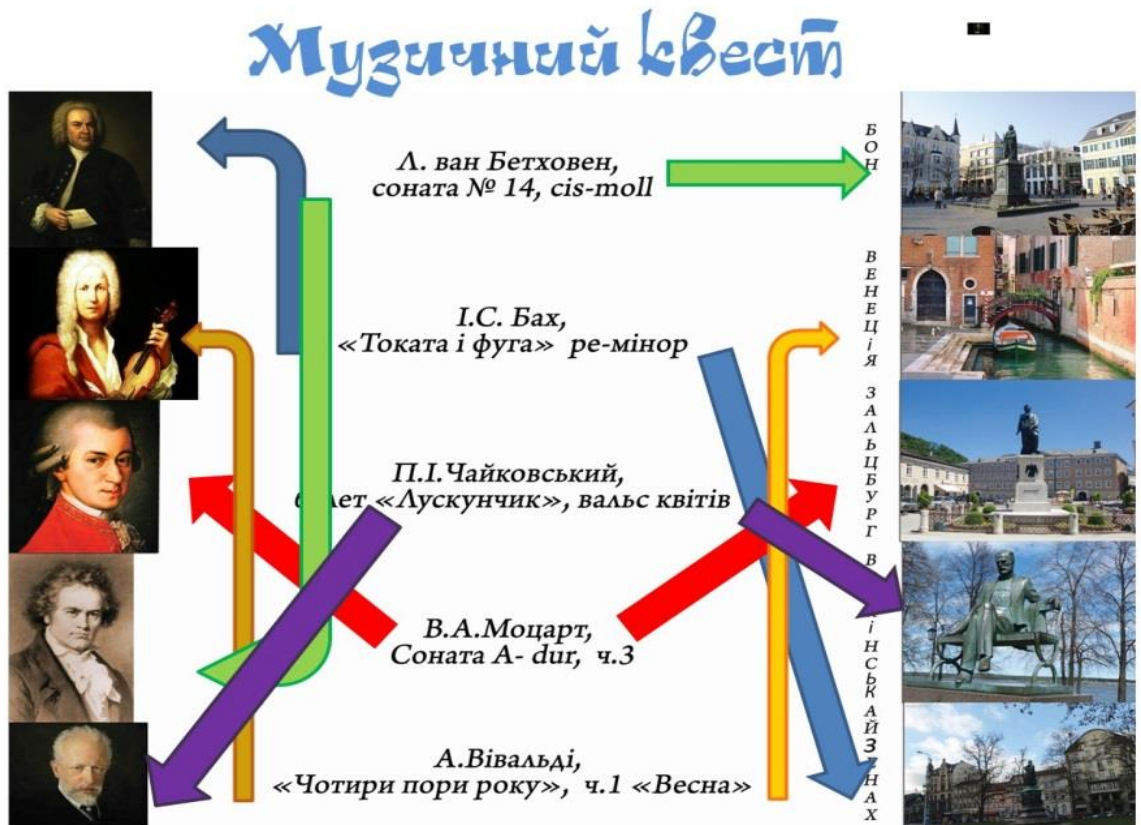 Музичний квест
Л. ван Бетховен,
соната № 14, cis-moll
БОН
І.С. Бах,
«Токата і фуга» ре-мінор
ВЕНЕЦіЯ
П.І.Чайковський,
«Лускунчик», вальс квітів
ЗАЛЬЦБУРГ
В.А.Моцарт,
Соната A- dur, ч.3
А.Вівальді,
«Чотири пори року», ч.1 «Весна»
АЙЗЕНАХ